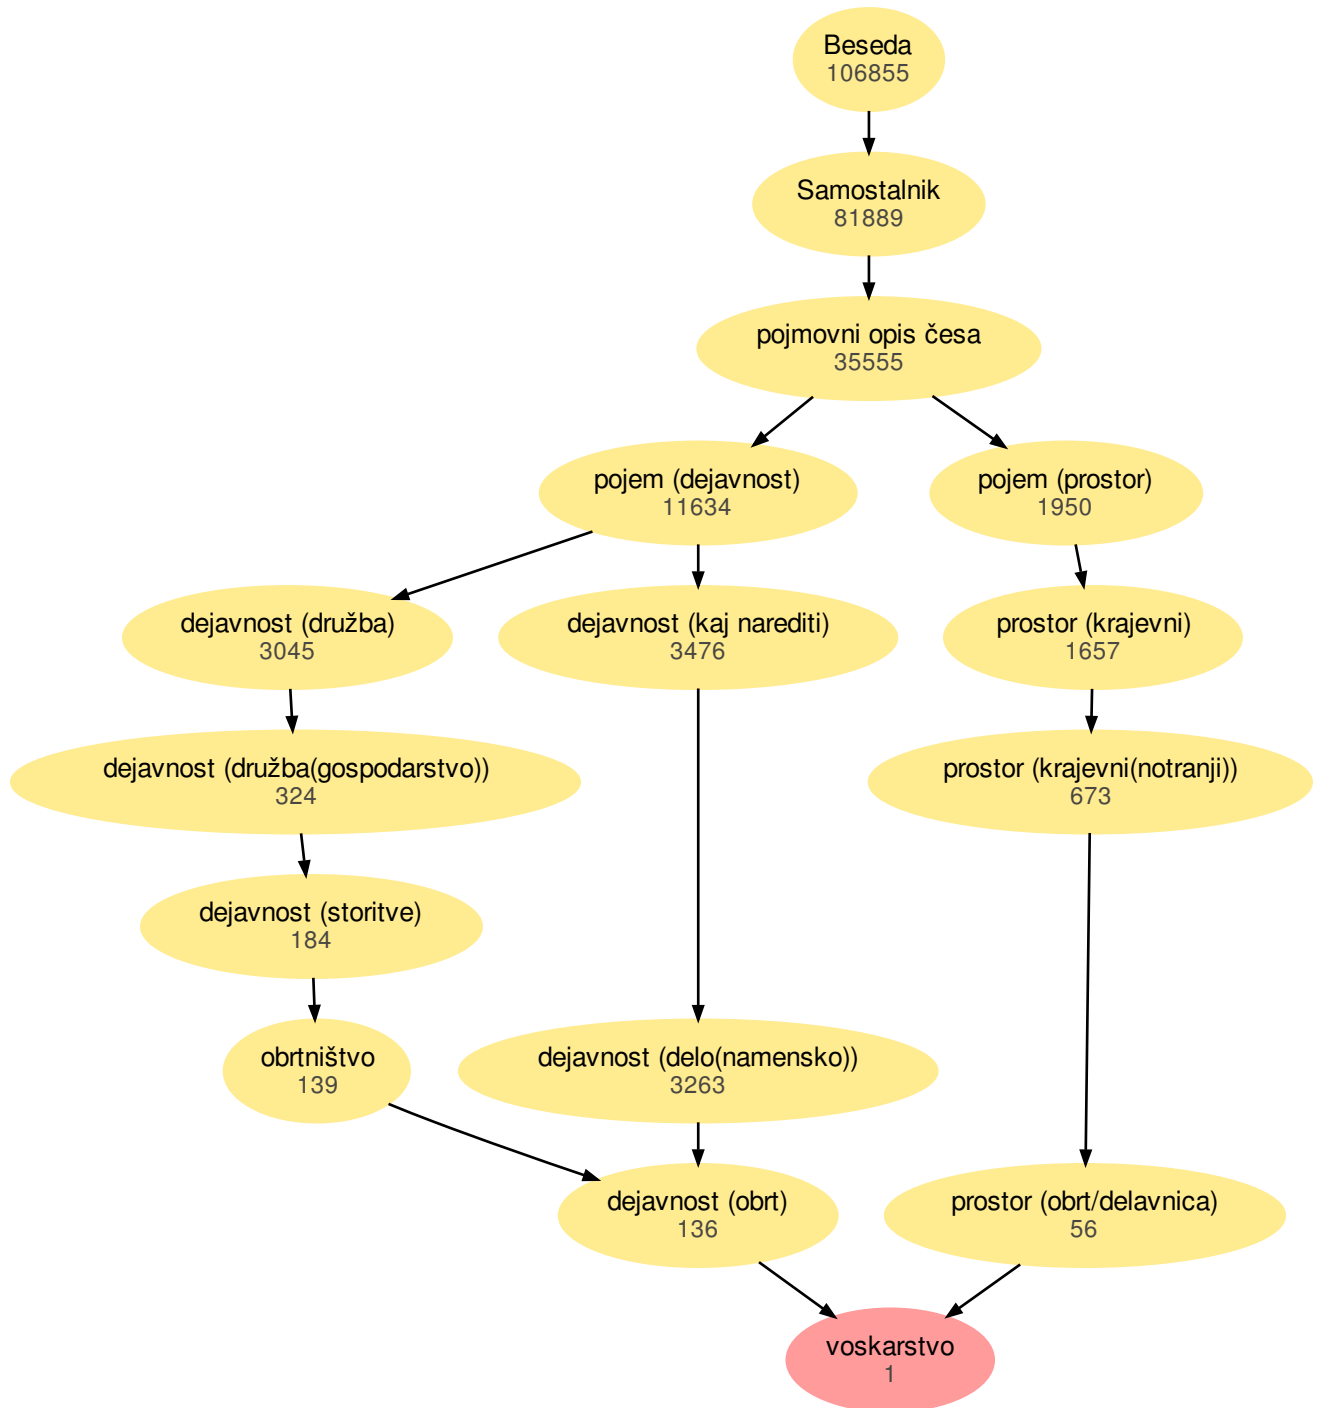 Beseda
106855
Samostalnik
81889
pojmovni opis česa
35555
pojem (dejavnost)
11634
pojem (prostor)
1950
dejavnost (družba)
3045
dejavnost (kaj narediti)
3476
prostor (krajevni)
1657
dejavnost (družba(gospodarstvo))
324
prostor (krajevni(notranji))
673
dejavnost (storitve)
184
obrtništvo
139
dejavnost (delo(namensko))
3263
dejavnost (obrt)
136
prostor (obrt/delavnica)
56
voskarstvo
1